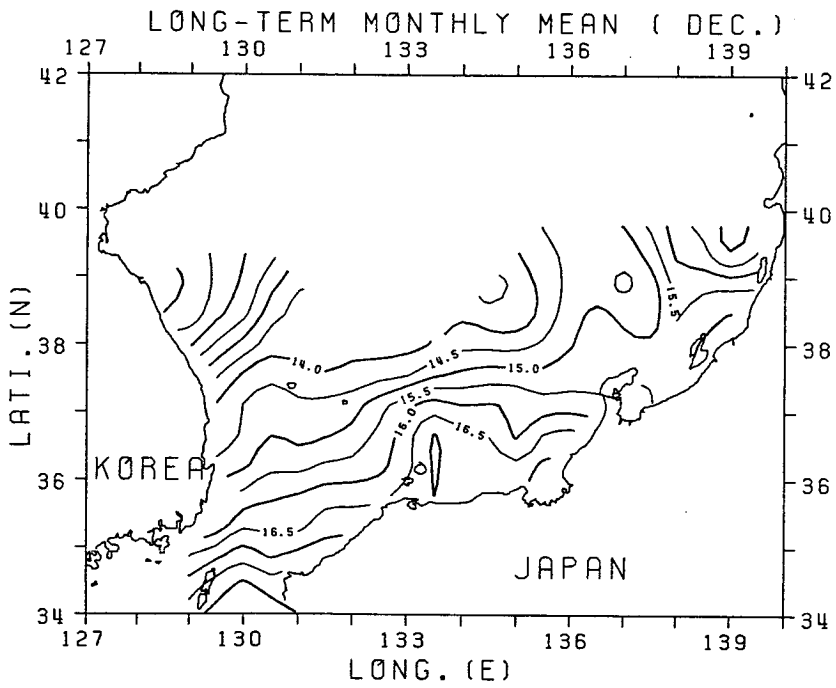 LONG-TERM MONTHLY MEAN ( DEC.)
127 130 133 136 139
42 42
40 40
15.5
38 38
14.0 14.5 15.0
15.5
16.0 16.5
LATI.(N)
KOREA
36 36
16.5
JAPAN
34 34
127 130 133 136 139
LONG.(E)